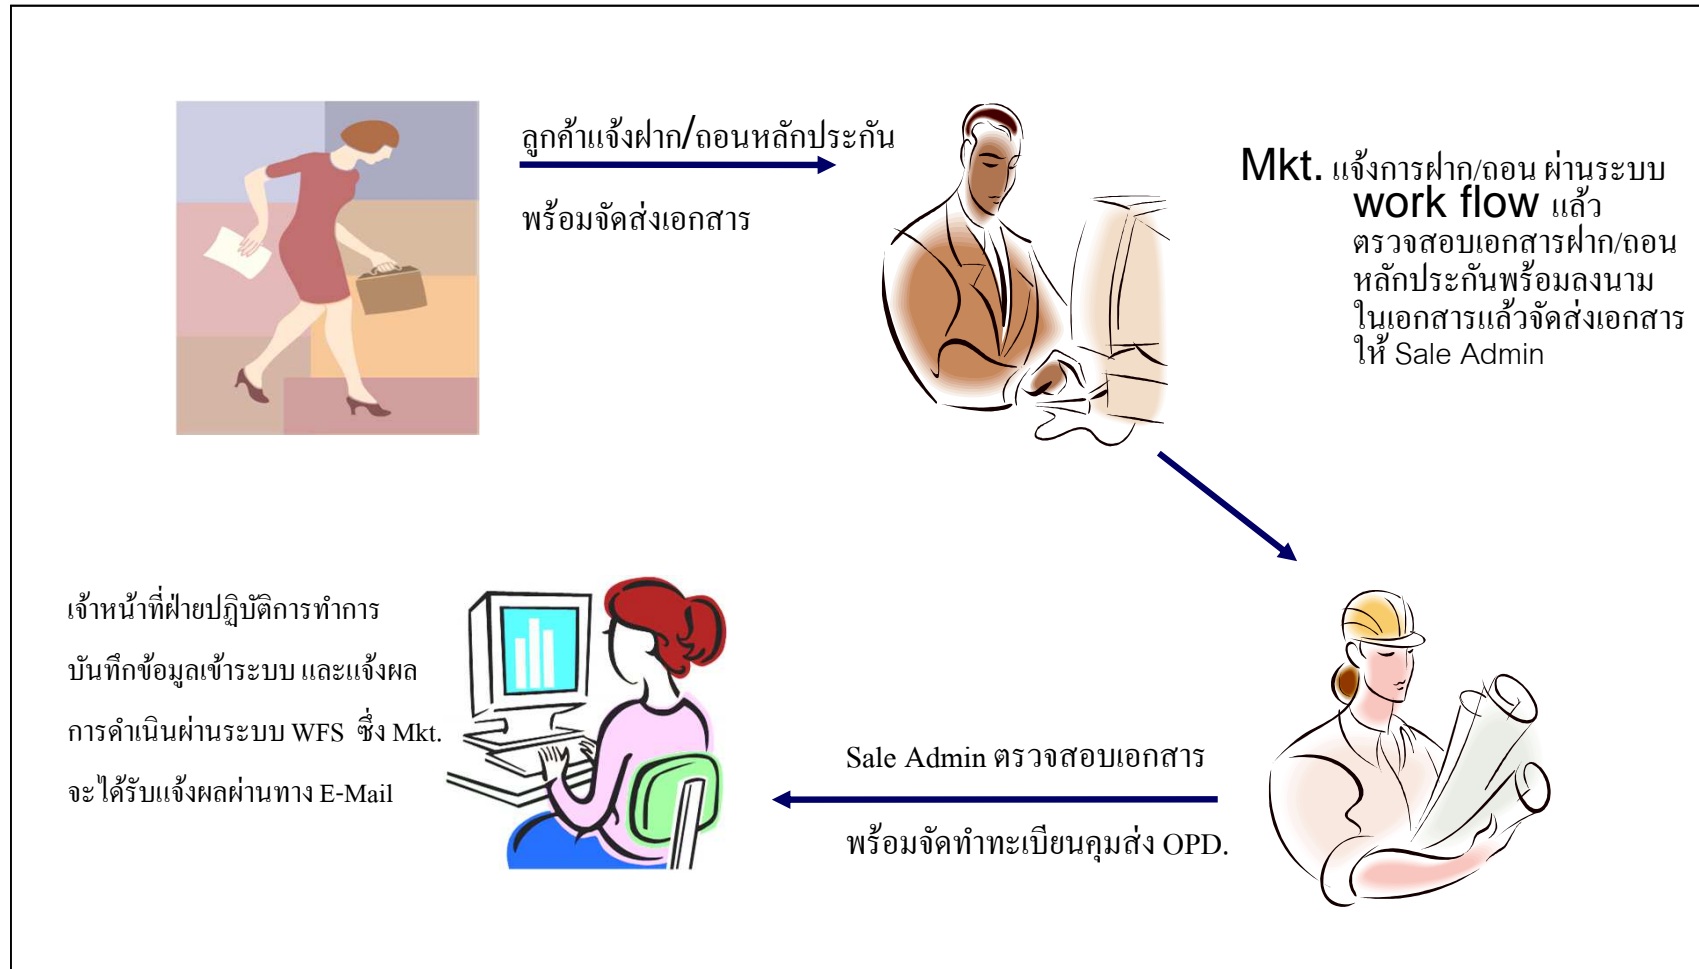 ลูกค้าแจ้งฝาก/ถอนหลักประกัน
พร้อมจัดส่งเอกสาร
Mkt. แจ้งการฝาก/ถอน ผ่านระบบ
work flow แล้ว
ตรวจสอบเอกสารฝาก/ถอน
หลักประกันพร้อมลงนาม
ในเอกสารแล้วจัดส่งเอกสาร
ให้ Sale Admin
Sale Admin ตรวจสอบเอกสาร
พร้อมจัดทำทะเบียนคุมส่ง OPD.
เจ้าหน้าที่ฝ่ายปฏิบัติการทำการ
บันทึกข้อมูลเข้าระบบ และแจ้งผล
การดำเนินผ่านระบบ WFS ซึ่ง Mkt.
จะได้รับแจ้งผลผ่านทาง E-Mail